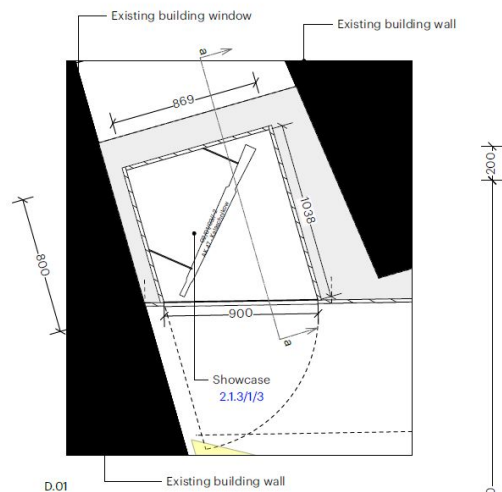 Existing building window
Existing building wall
a
869
200
1038
800
900
a
Showcase
2.1.3/1/3
D.01
Existing building wall